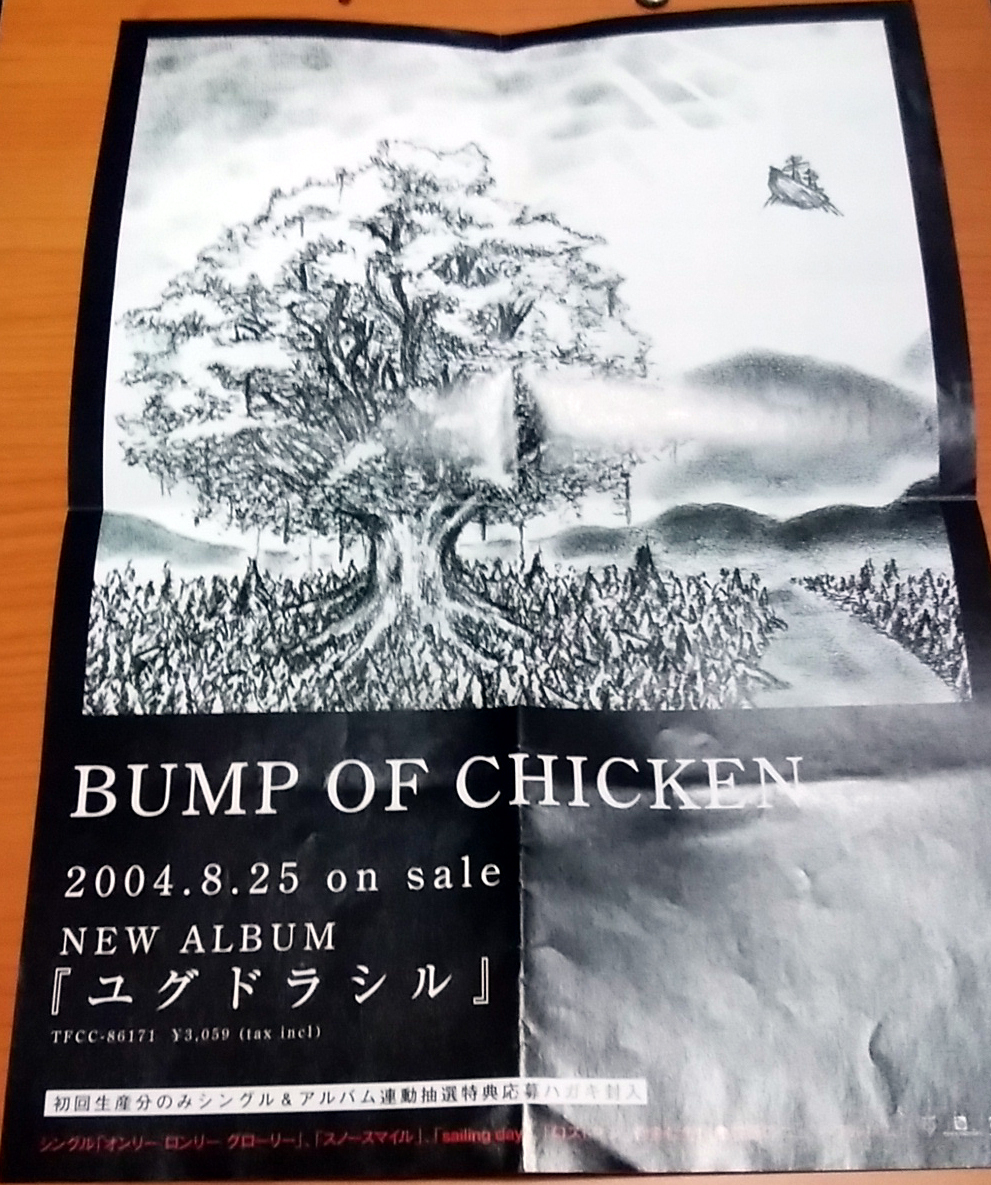 BUMP OF CHICKEN
2004.8.25 on sale
NEW ALBUM
『ユグドラシル』
TFCC-86171 ¥3,059 (tax incl)
初回生産分のみシングル&アルバム連動抽選特典応募ハガキ封入
シングル「オンリー ロンリー グローリー」、「スノースマイル」、「sailing day